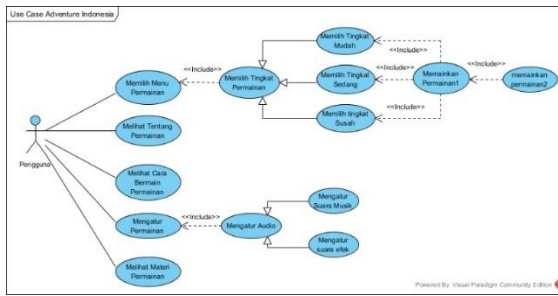 Use Case Adventure Indonesia
Memilih Tingkat
Mudah
<<Include>>
<<Include>>
Memilih Menu
Permainan
Memilih Tingkat
Permainan
Memilih Tingkat
Sedang
<<Include>>
Memainkan
Permainan1
<<Include>>
memainkan
permainan2
Melihat Tentang
Permainan
Memilih tingkat
Susah
<<Include>>
Pengguna
Melihat Cara
Bermain
Permainan
Mengatur
Suara Musik
Mengatur
Permainan
<<Include>>
Mengatur Audio
Mengatur
suara efek
Melihat Materi
Permainan
Powered By Visual Paradigm Community Edition